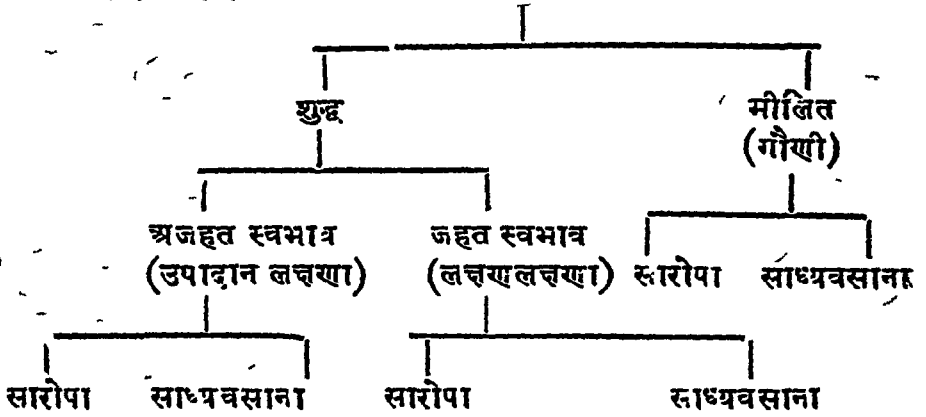 शुद्ध मीलित
(गौणी)
अजहत स्वभाव जहत स्वभाव
(उपादान लक्षणा) (लक्षणलक्षणा) सारोपा साध्यवसाना
सारोपा साध्यवसाना सारोपा साध्यवसाना